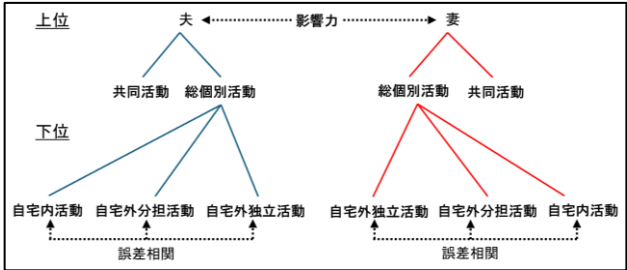 上位 夫 影響力 妻
共同活動 総個別活動 総個別活動 共同活動
下位
自宅内活動 自宅外分担活動 自宅外独立活動 自宅外独立活動 自宅外分担活動 自宅内活動
誤差相関 誤差相関